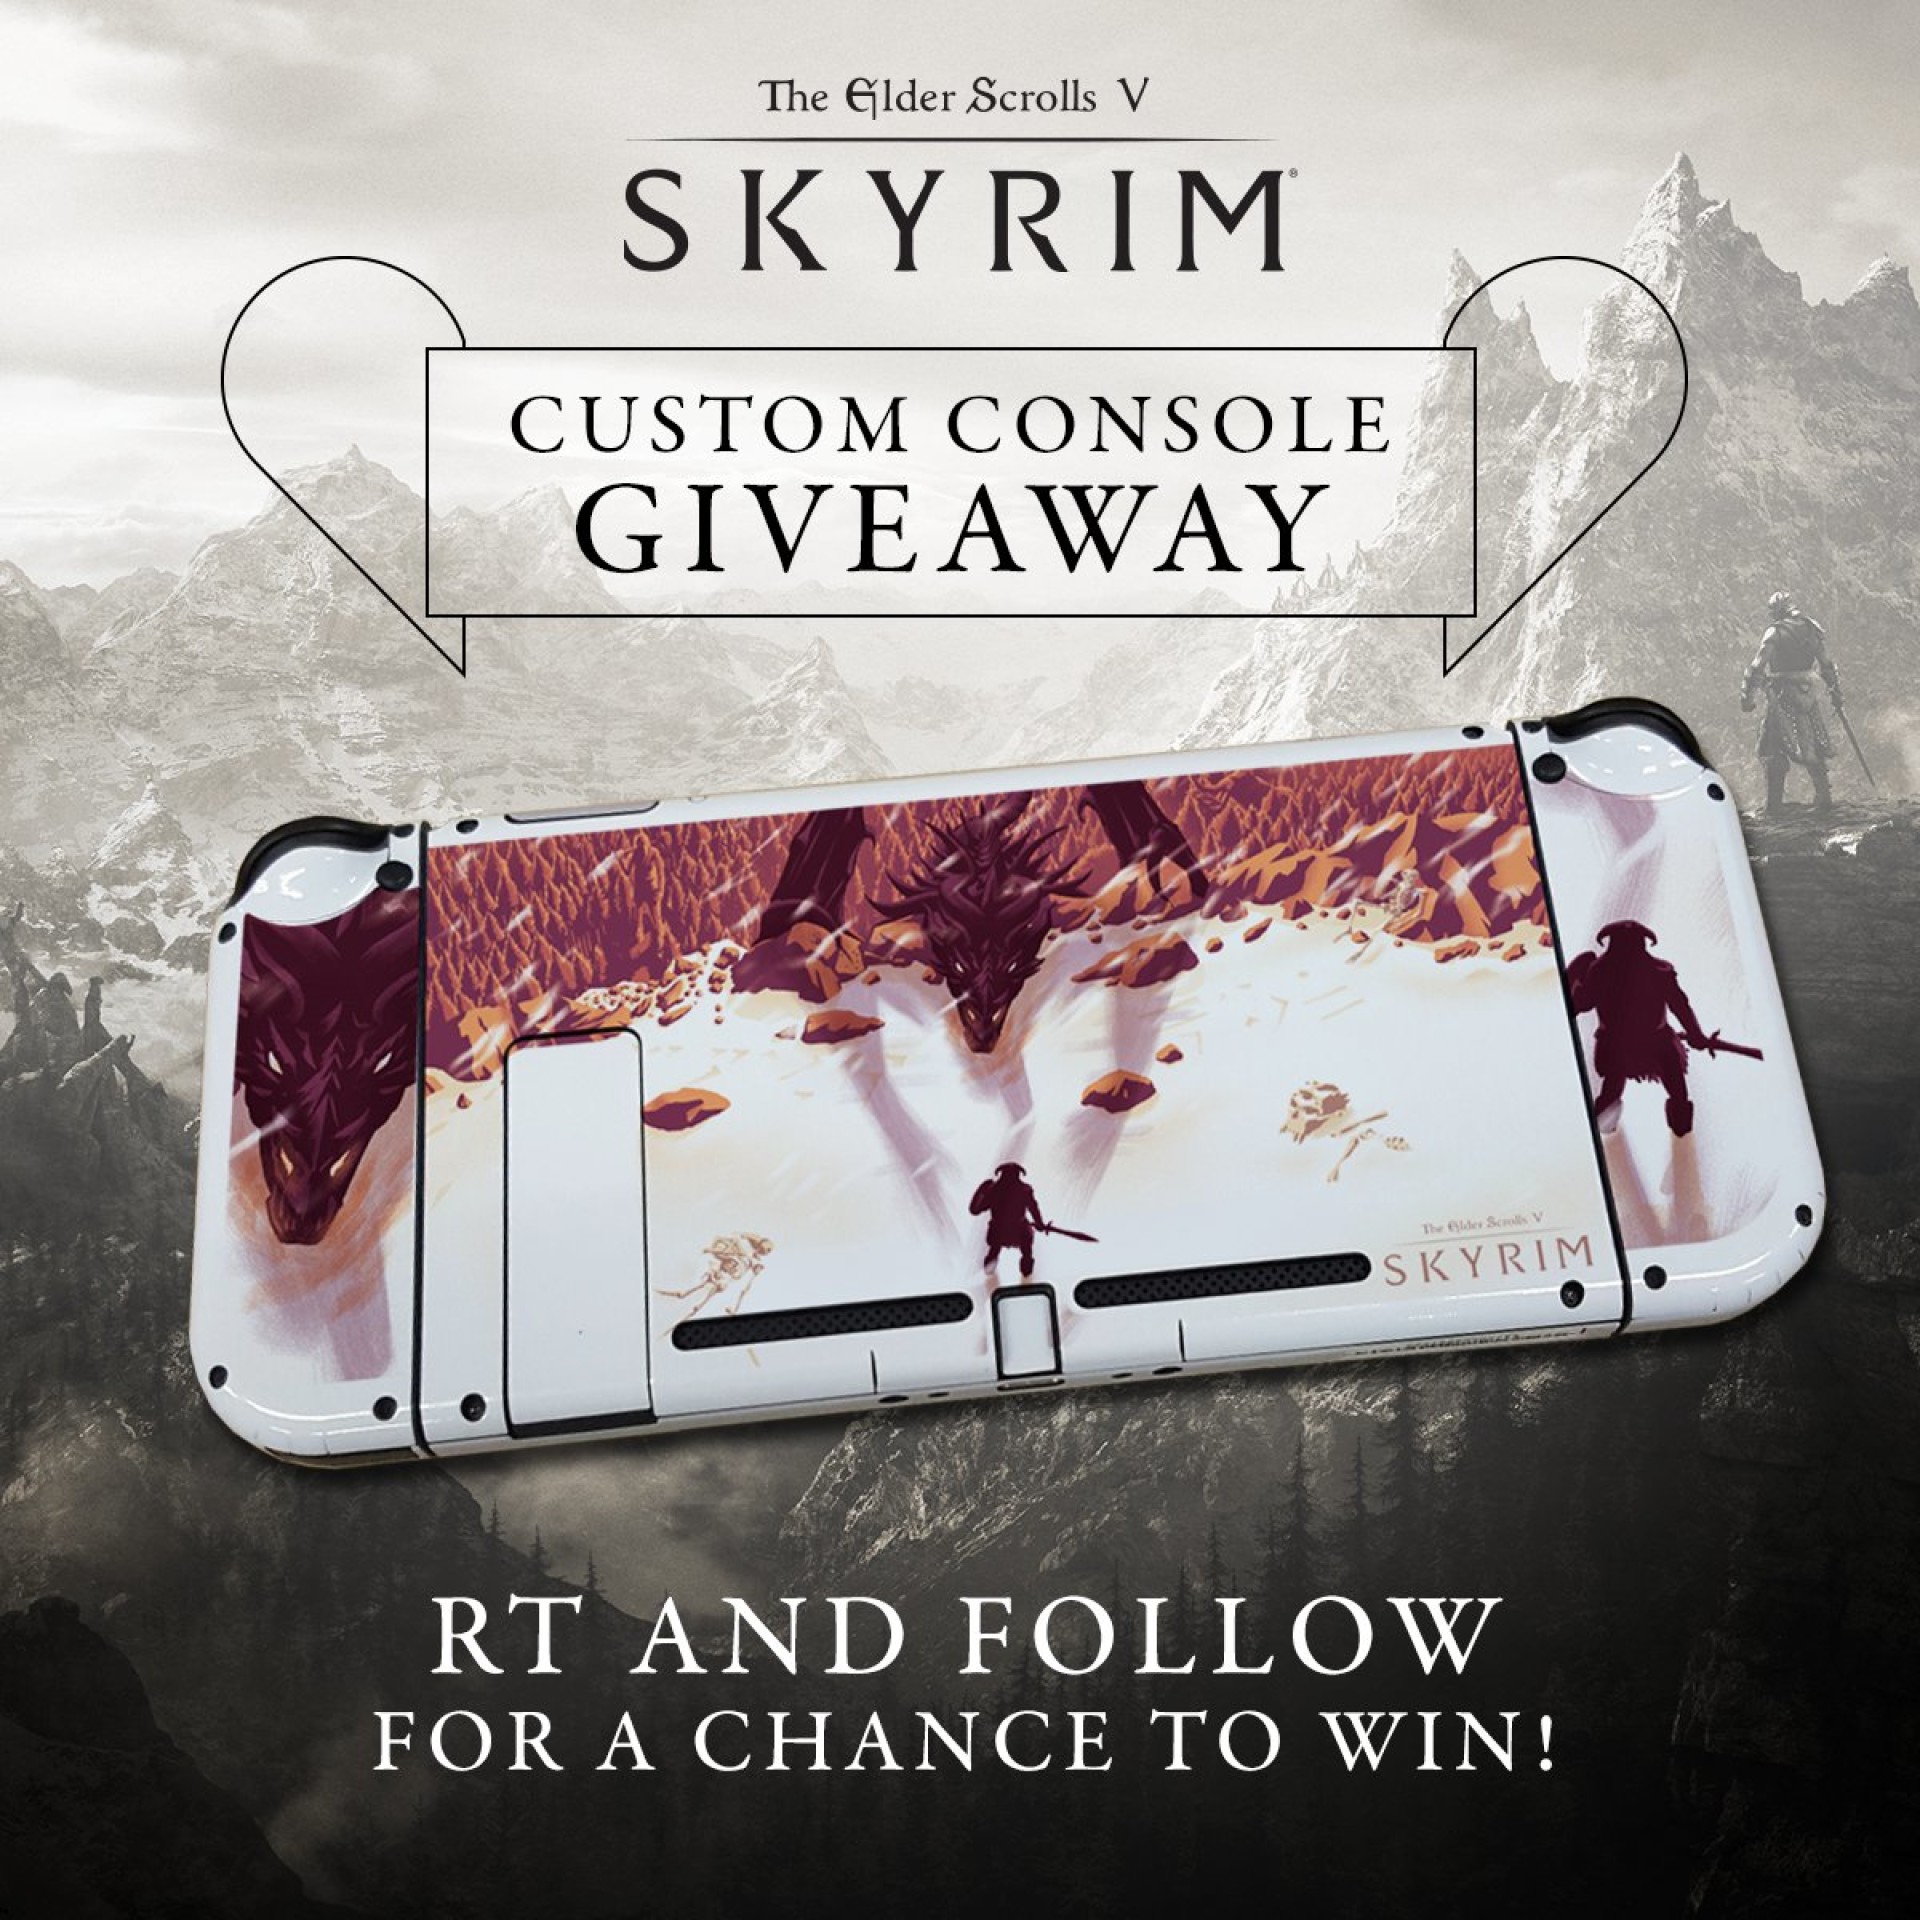 The Elder Scrolls V
SKYRIM®
CUSTOM CONSOLE
GIVEAWAY
The Elder Scrolls V
SKYRIM
RT AND FOLLOW
FOR A CHANCE TO WIN!